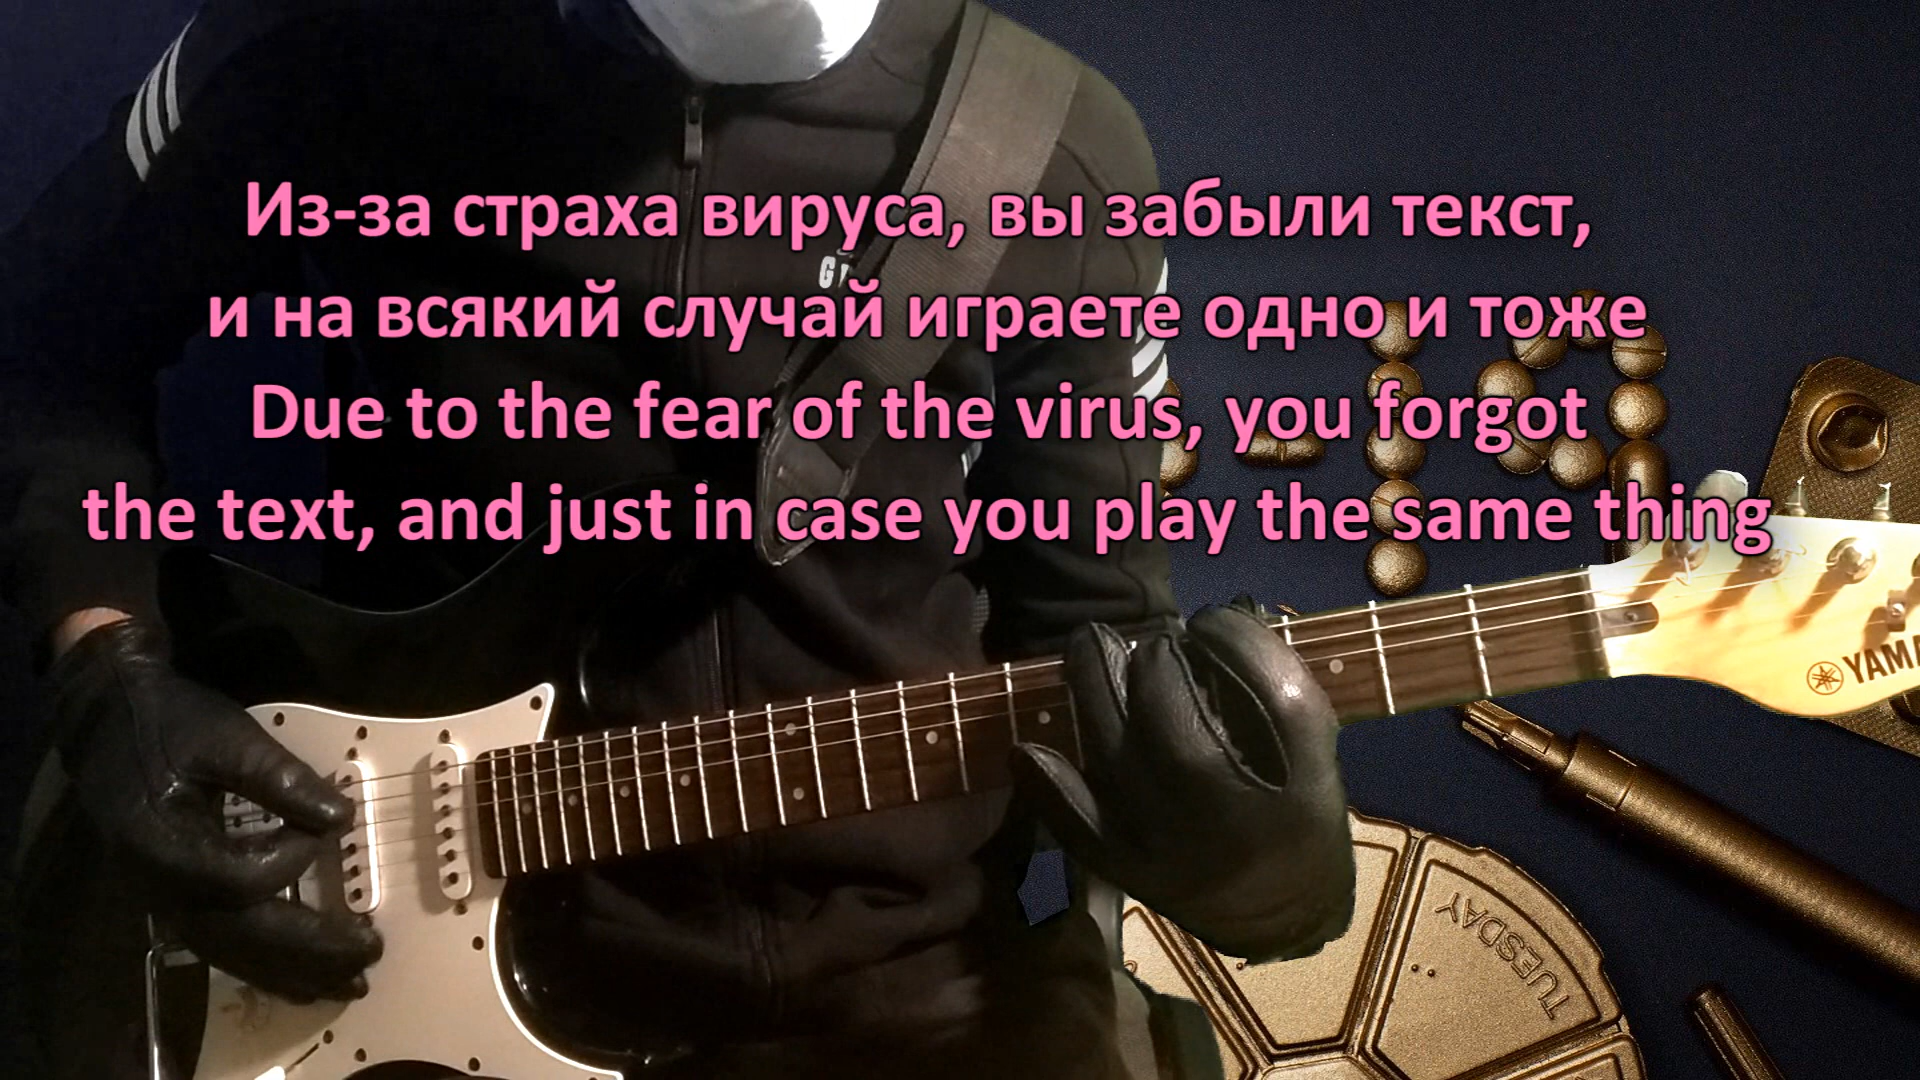 Из-за страха вируса, вы забыли текст,
и на всякий случай играете одно и тоже
Due to the fear of the virus, you forgot
the text, and just in case you play the same thing
TUESDAY